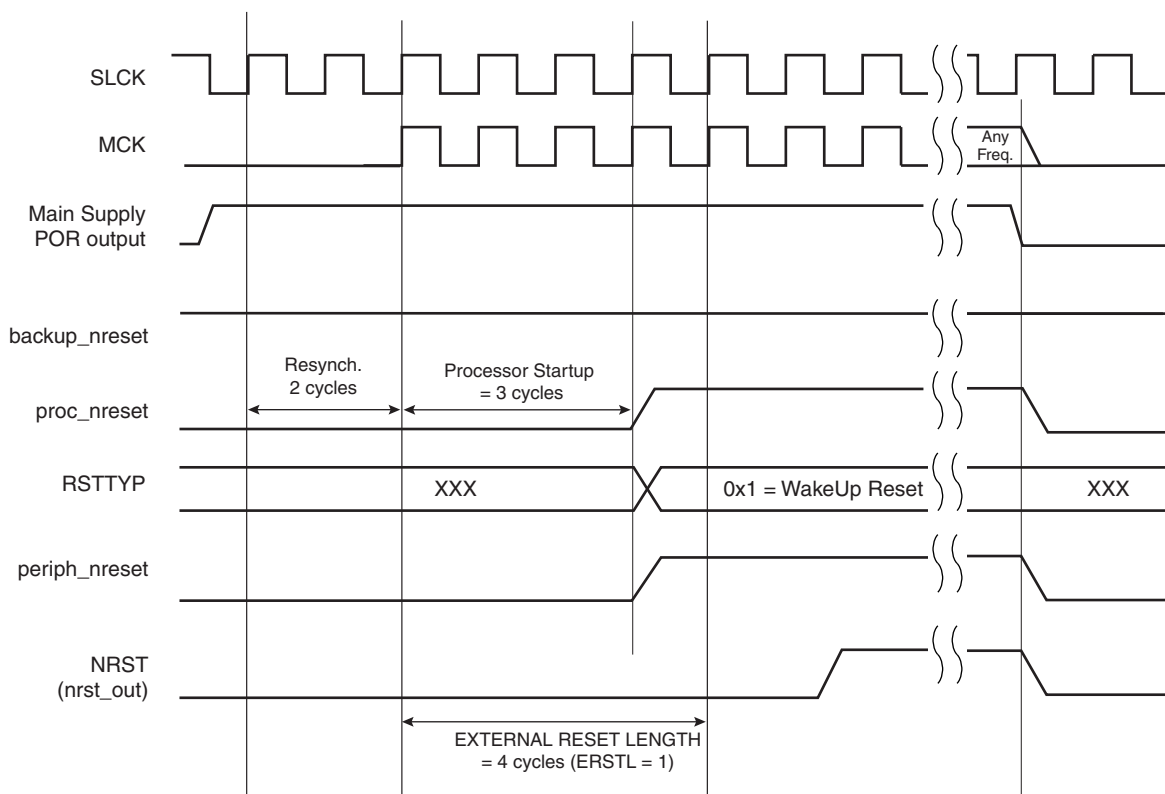 SLCK
MCK
Any
Freq.
Main Supply
POR output
backup_nreset
Resynch.
2 cycles
Processor Startup
= 3 cycles
proc_nreset
RSTTYP
XXX
0x1 = WakeUp Reset
XXX
periph_nreset
NRST
(nrst_out)
EXTERNAL RESET LENGTH
= 4 cycles (ERSTL = 1)